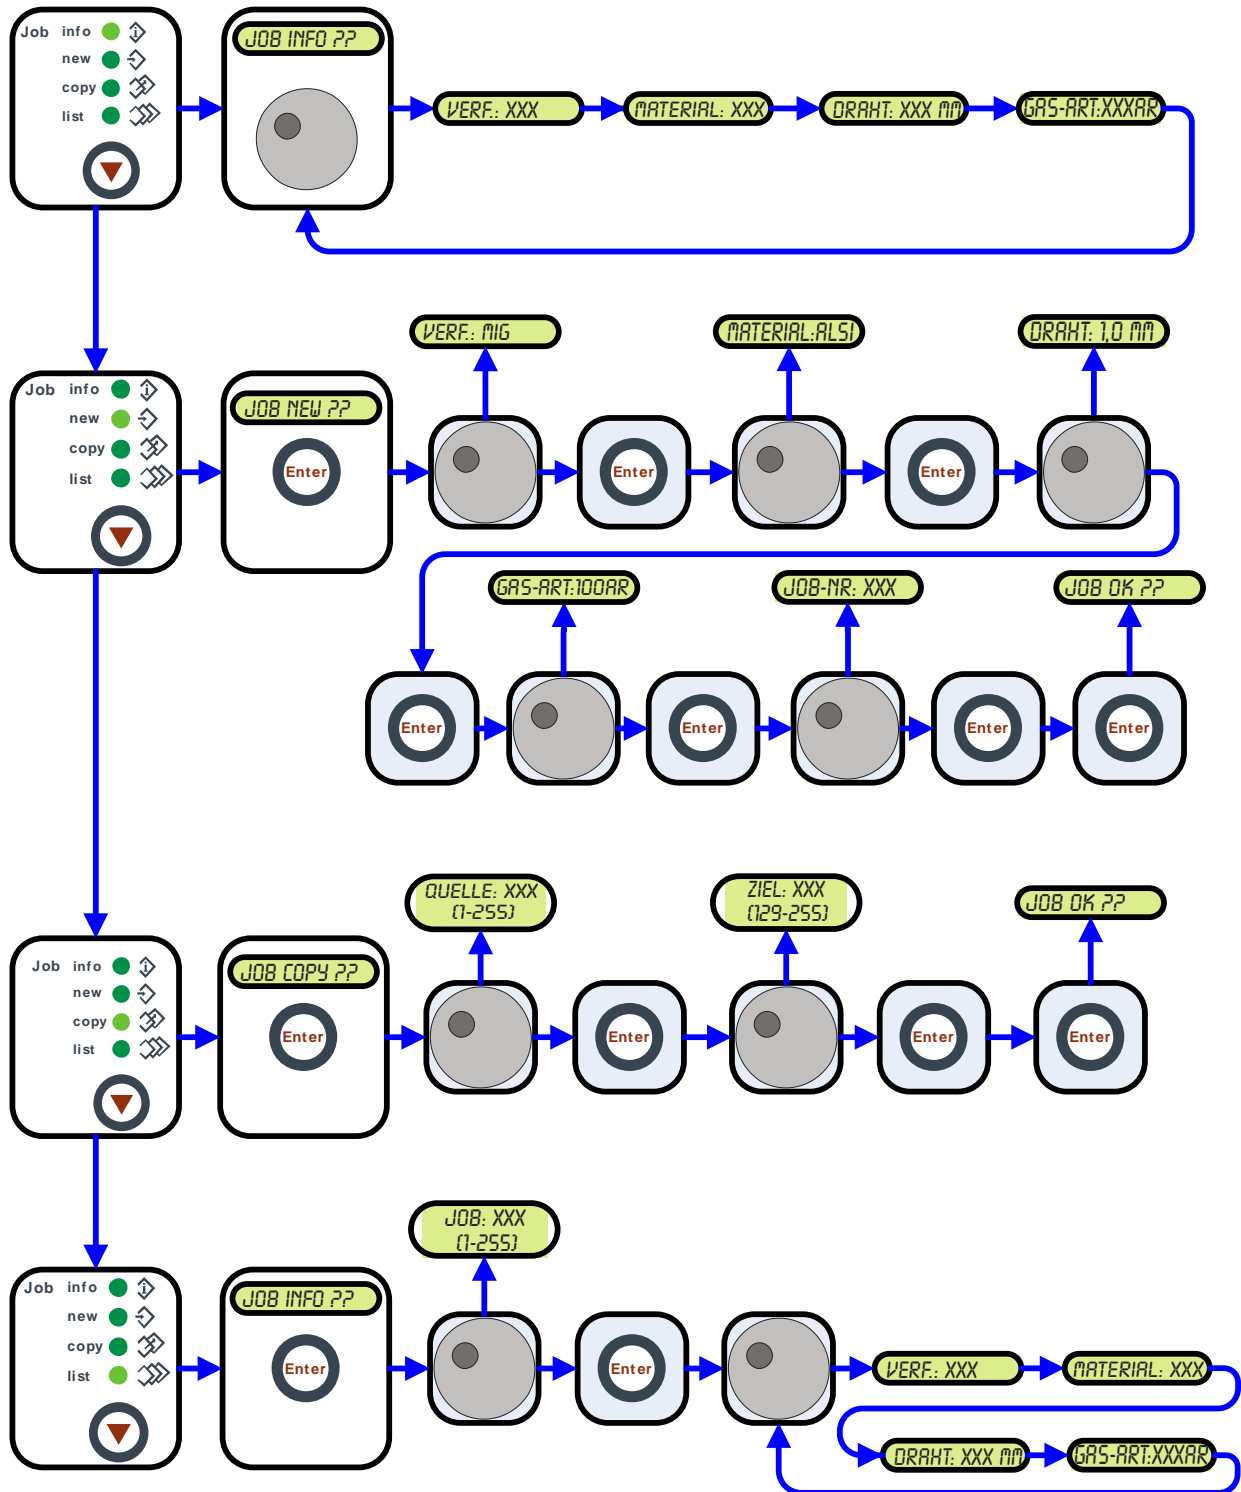 Job info
new
copy
list
JOB INFO ??
VERF.: XXX
MATERIAL: XXX
DRAHT: XXX MM
GAS-ART:XXXAR
Job info
new
copy
list
JOB NEW ??
Enter
VERF.: MIG
Enter
MATERIAL:ALSI
Enter
DRAHT: 1,0 MM
Enter
GAS-ART:100AR
Enter
JOB-NR: XXX
Enter
JOB OK ??
Enter
Job info
new
copy
list
JOB COPY ??
Enter
QUELLE: XXX
(1-255)
Enter
ZIEL: XXX
(129-255)
Enter
JOB OK ??
Enter
Job info
new
copy
list
JOB INFO ??
Enter
JOB: XXX
(1-255)
Enter
VERF.: XXX
MATERIAL: XXX
DRAHT: XXX MM
GAS-ART:XXXAR